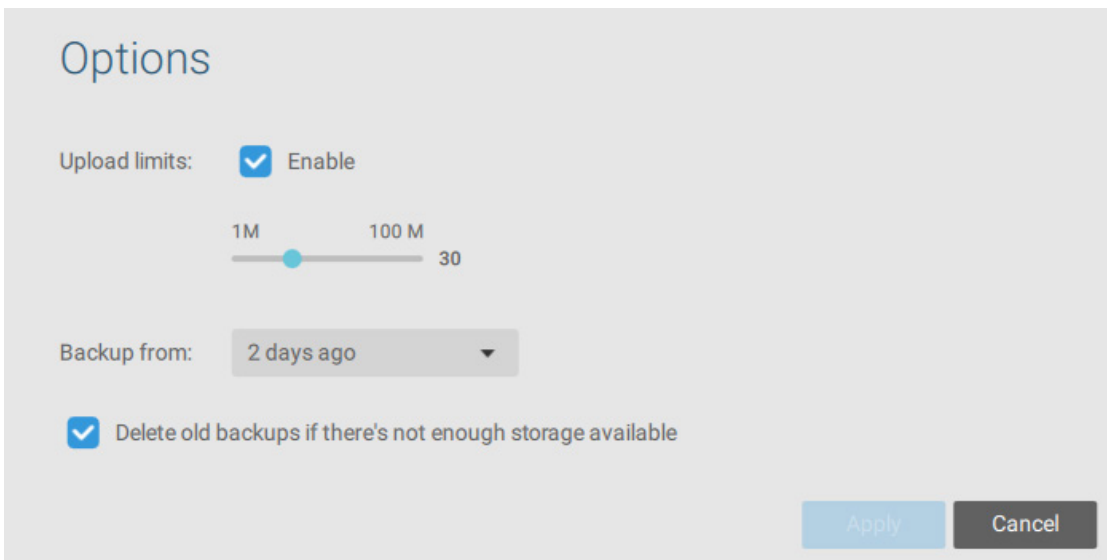 Options
Upload limits: Enable
1M 100 M
30
Backup from: 2 days ago
Delete old backups if there's not enough storage available
Apply Cancel